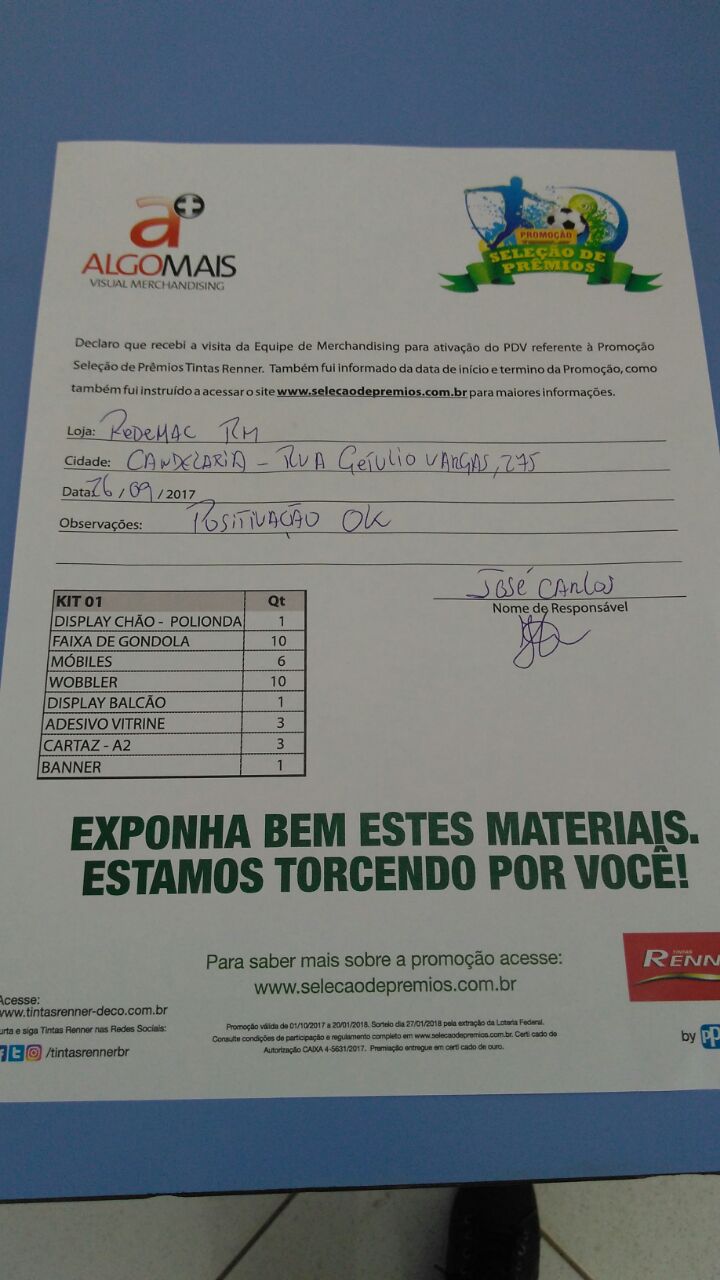 a+
ALGOMAIS
VISUAL MERCHANDISING
PROMOÇÃO
SELEÇÃO DE
PRÊMIOS
Declaro que recebi a visita da Equipe de Merchandising para ativação do PDV referente à Promoção
Seleção de Prêmios Tintas Renner. Também fui informado da data de início e termino da Promoção, como
também fui instruído a acessar o site www.selecaodepremios.com.br para maiores informações.
Loja: REDEMAC RM
Cidade: CANDELARIA - RUA GETULIO VARGAS, 275
Data: 26 / 09 / 2017
Observações: POSITIVAÇÃO OK
JOSÉ CARLOS
Nome de Responsável
KIT 01 Qt
DISPLAY CHÃO - POLIONDA 1
FAIXA DE GONDOLA 10
MÓBILES 6
WOBBLER 10
DISPLAY BALCÃO 1
ADESIVO VITRINE 3
CARTAZ - A2 3
BANNER 1
EXPONHA BEM ESTES MATERIAIS.
ESTAMOS TORCENDO POR VOCÊ!
Para saber mais sobre a promoção acesse:
www.selecaodepremios.com.br
TINTAS
RENN
Acesse:
www.tintasrenner-deco.com.br
urta e siga Tintas Renner nas Redes Sociais:
/tintasrennerbr
Promoção válida de 01/10/2017 a 20/01/2018. Sorteio dia 27/01/2018 pela extração da Loteria Federal.
Consulte condições de participação e regulamento completo em www.selecaodepremios.com.br. Certi cado de
Autorização CAIXA 4-5631/2017. Premiação entregue em certi cado de ouro.
by PP